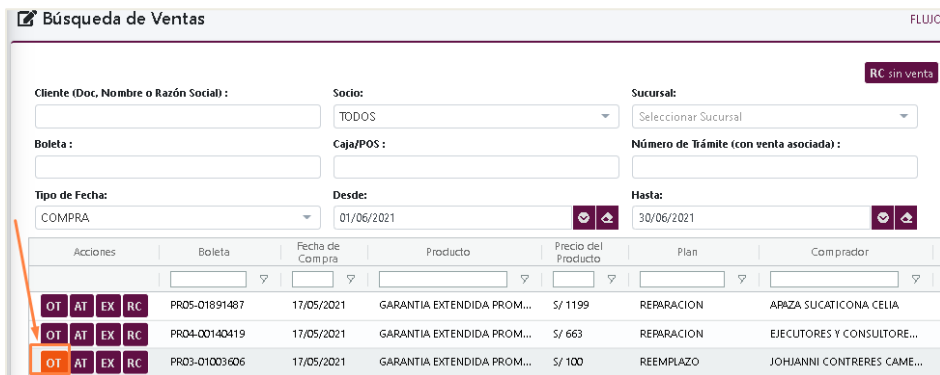 Búsqueda de Ventas
FLUJO
RC sin venta
Cliente (Doc, Nombre o Razón Social) : Socio: Sucursal:
TODOS Seleccionar Sucursal
Boleta : Caja/POS : Número de Trámite (con venta asociada) :
Tipo de Fecha: Desde: Hasta:
COMPRA 01/06/2021 30/06/2021
Acciones Boleta Fecha de Compra Producto Precio del Producto Plan Comprador
OT AT EX RC PR05-01891487 17/05/2021 GARANTIA EXTENDIDA PROM... S/ 1199 REPARACION APAZA SUCATICONA CELIA
OT AT EX RC PR04-00140419 17/05/2021 GARANTIA EXTENDIDA PROM... S/ 663 REPARACION EJECUTORES Y CONSULTORE...
OT AT EX RC PR03-01003606 17/05/2021 GARANTIA EXTENDIDA PROM... S/ 100 REEMPLAZO JOHJANNI CONTRERES CAME...